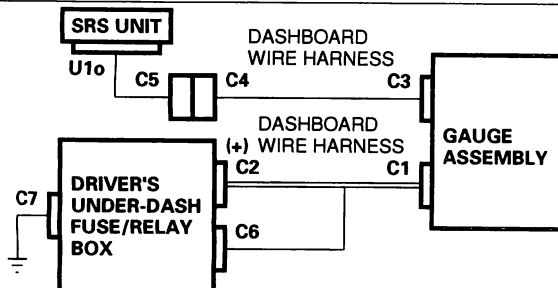 SRS UNIT
U1o
C5
C4
DASHBOARD
WIRE HARNESS
C3
GAUGE
ASSEMBLY
(+)
DASHBOARD
WIRE HARNESS
C2
C1
C7
DRIVER'S
UNDER-DASH
FUSE/RELAY
BOX
C6